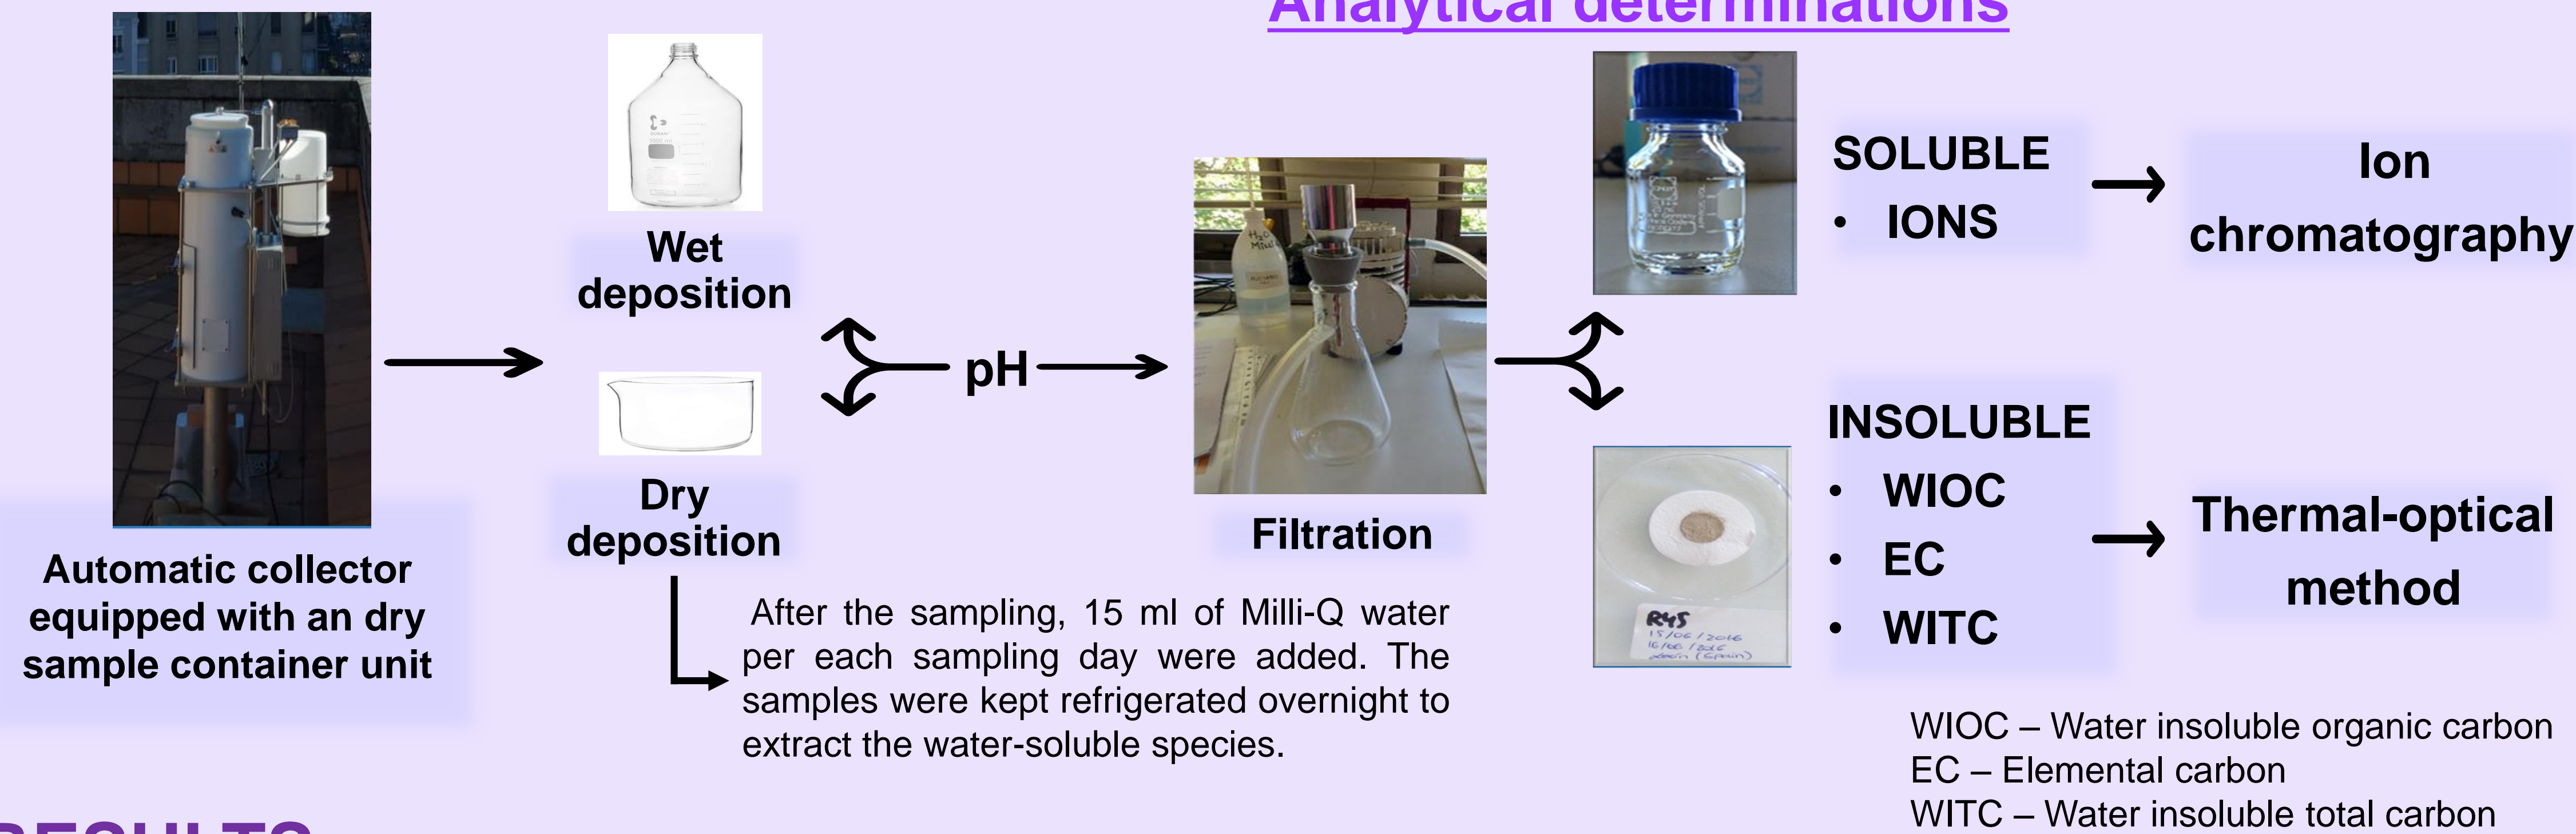 Analytical determinations
Wet
deposition
Dry
deposition
Automatic collector
equipped with an dry
sample container unit
After the sampling, 15 ml of Milli-Q water
per each sampling day were added. The
samples were kept refrigerated overnight to
extract the water-soluble species.
pH
H₂O
Filtration
SOLUBLE
• IONS
Ion
chromatography
INSOLUBLE
• WIOC
• EC
• WITC
Thermal-optical
method
R45
15/06/2016
16/06/2016
León (Spain)
WIOC – Water insoluble organic carbon
EC – Elemental carbon
WITC – Water insoluble total carbon
RESULTS